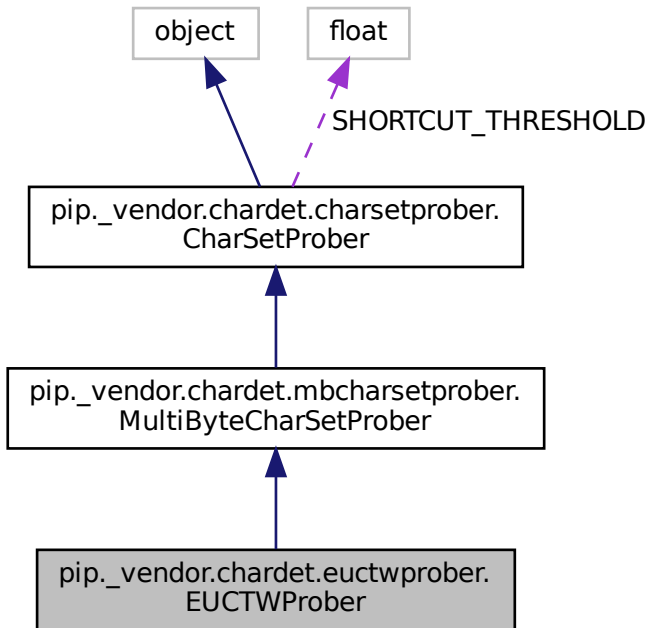 object
float
SHORTCUT_THRESHOLD
pip._vendor.chardet.charsetprober.
CharSetProber
pip._vendor.chardet.mbcharsetprober.
MultiByteCharSetProber
pip._vendor.chardet.euctwprober.
EUCTWProber